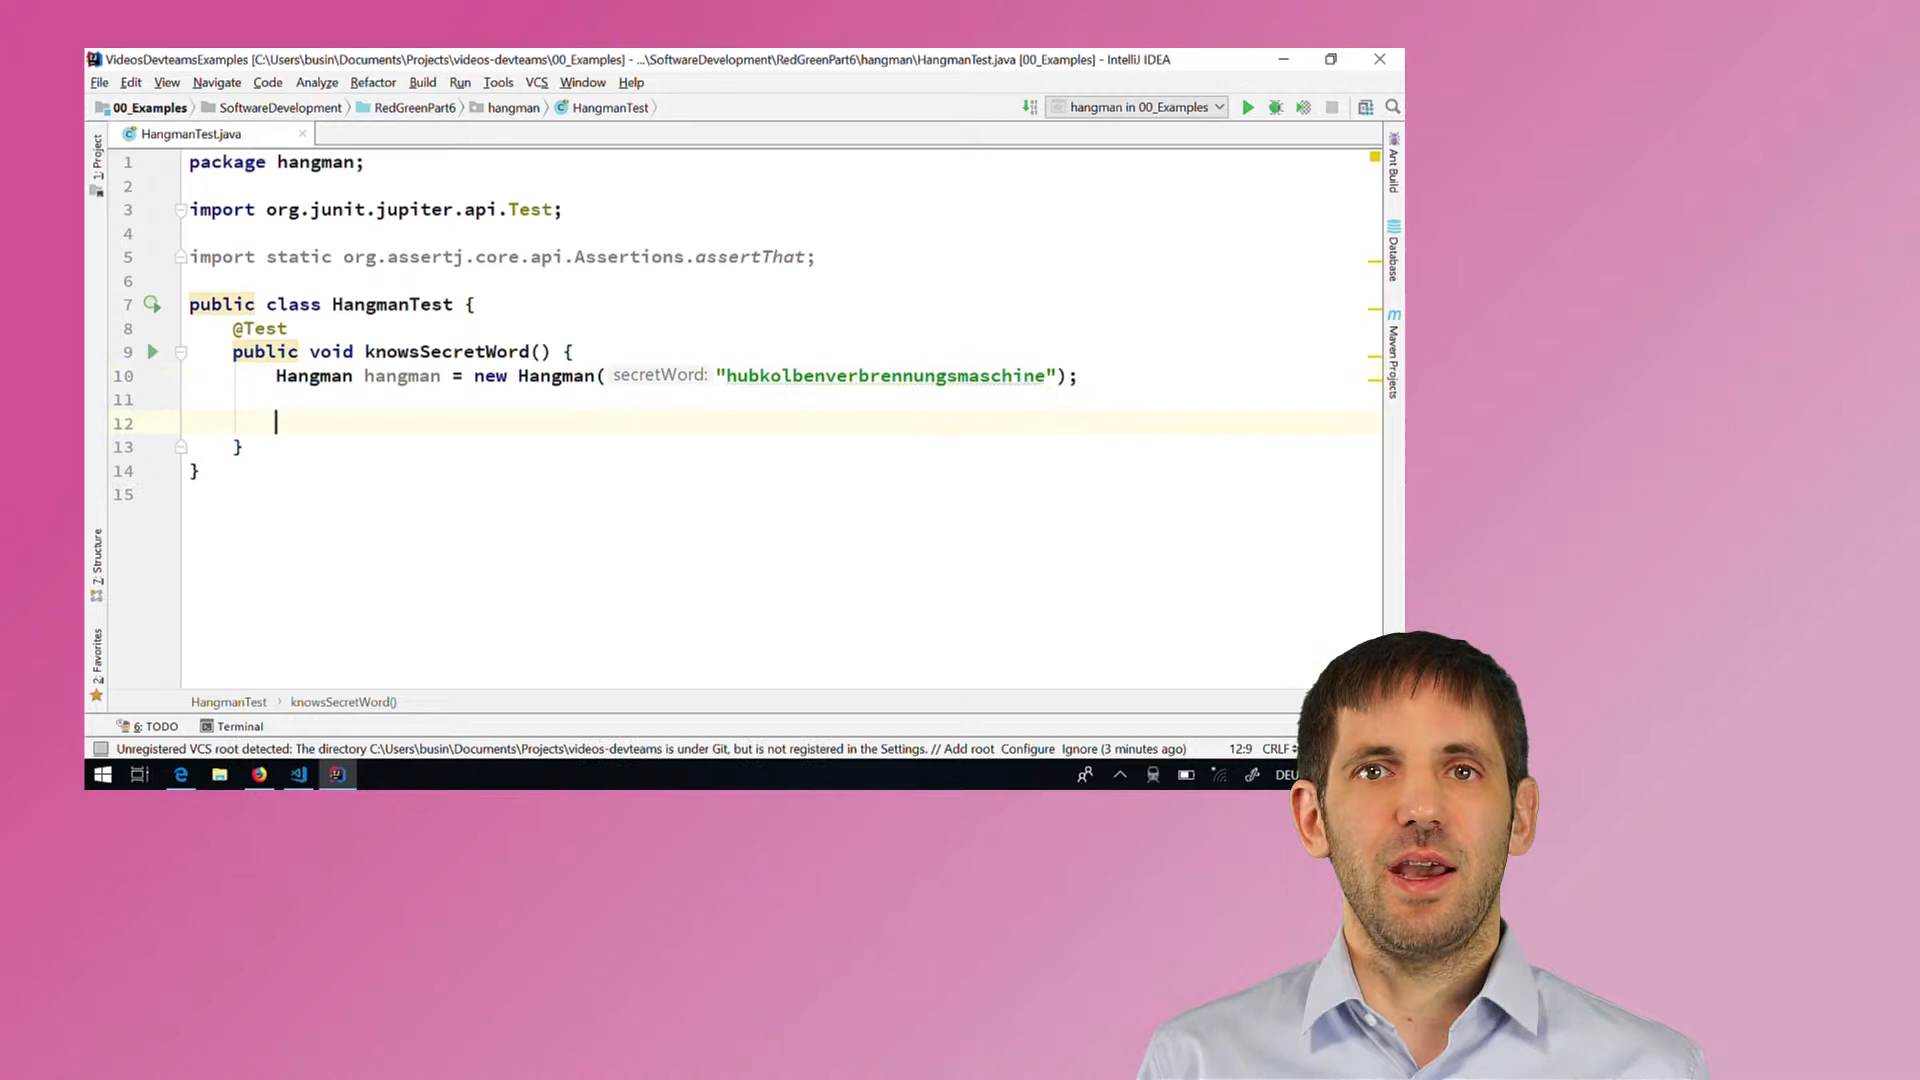 VideosDevteamsExamples [C:\Users\busin\Documents\Projects\videos-devteams\00_Examples] - ...\SoftwareDevelopment\RedGreenPart6\hangman\HangmanTest.java [00_Examples] - IntelliJ IDEA
File Edit View Navigate Code Analyze Refactor Build Run Tools VCS Window Help
00_Examples SoftwareDevelopment RedGreenPart6 hangman HangmanTest hangman in 00_Examples
HangmanTest.java
1 package hangman;
2
3 import org.junit.jupiter.api.Test;
4
5 import static org.assertj.core.api.Assertions.assertThat;
6
7 public class HangmanTest {
8 @Test
9 public void knowsSecretWord() {
10 Hangman hangman = new Hangman( secretWord: "hubkolbenverbrennungsmaschine");
11
12
13 }
14 }
15
1: Project
7: Structure
2: Favorites
Ant Build
Database
Maven Projects
HangmanTest knowsSecretWord()
6: TODO Terminal
Unregistered VCS root detected: The directory C:\Users\busin\Documents\Projects\videos-devteams is under Git, but is not registered in the Settings. // Add root Configure Ignore (3 minutes ago) 12:9 CRLF
DEU